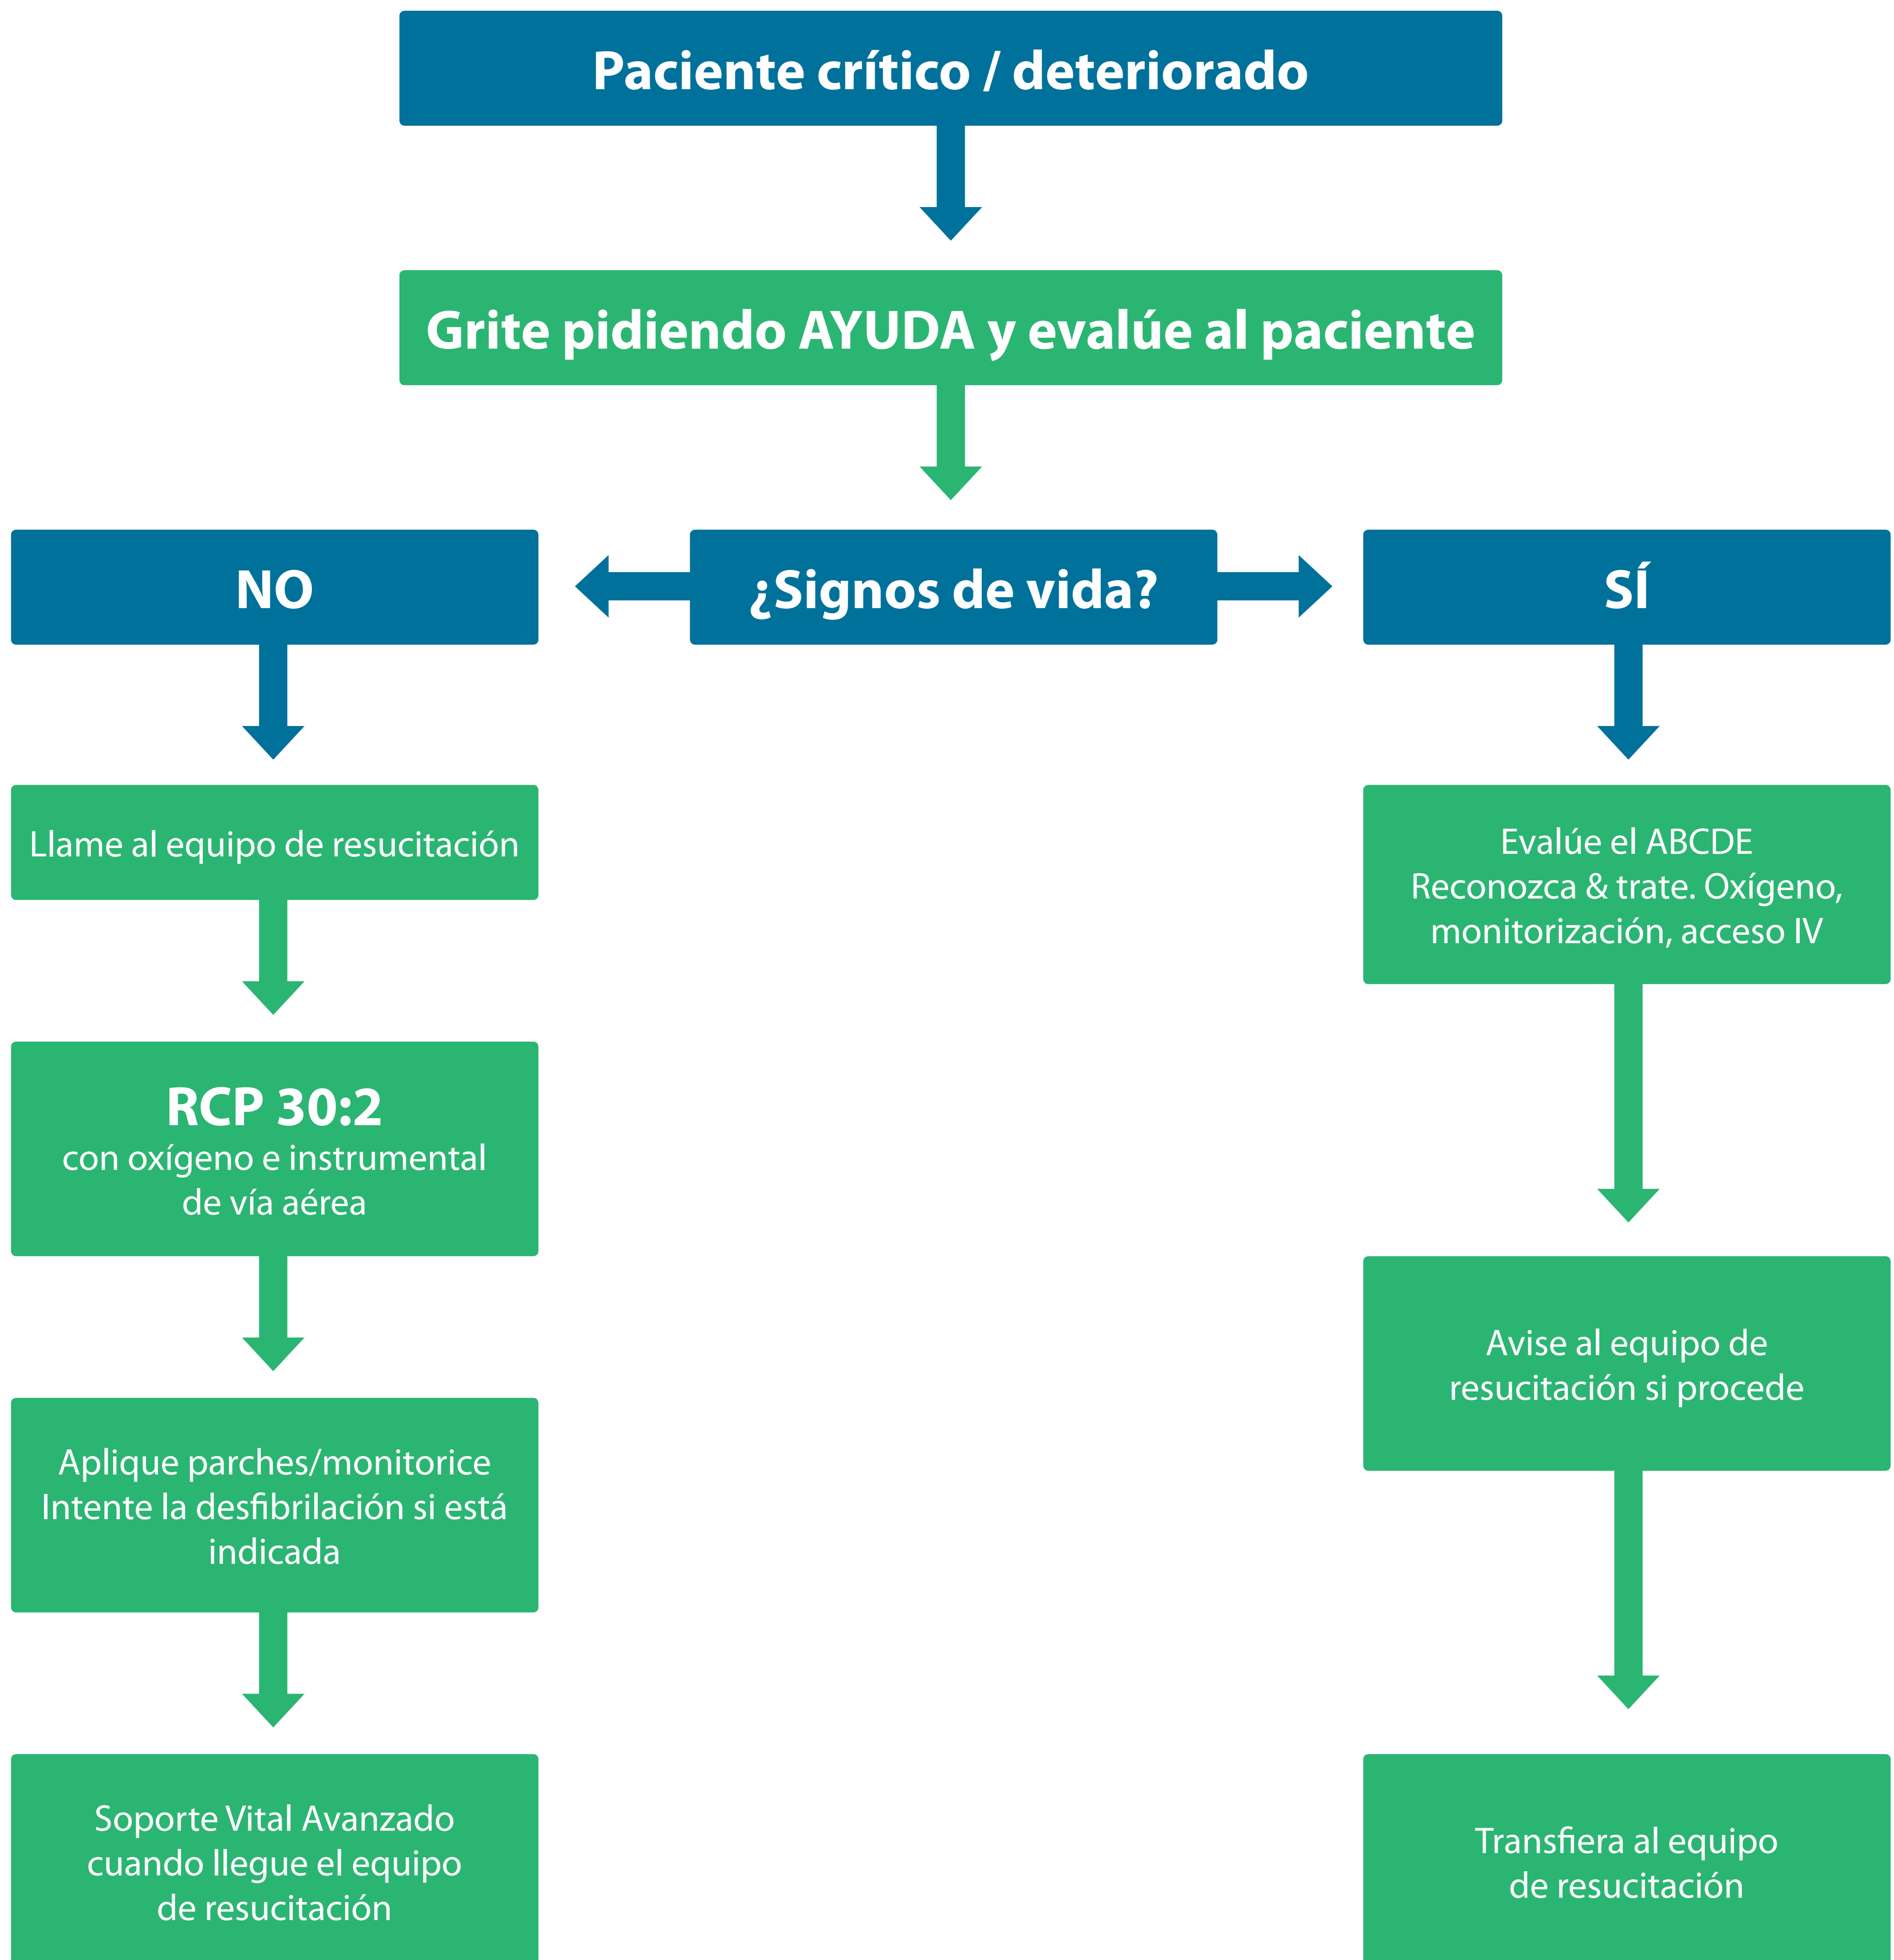 Paciente crítico / deteriorado
Grite pidiendo AYUDA y evalúe al paciente
NO
¿Signos de vida?
SÍ
Llame al equipo de resucitación
RCP 30:2
con oxígeno e instrumental
de vía aérea
Aplique parches/monitorice
Intente la desfibrilación si está
indicada
Soporte Vital Avanzado
cuando llegue el equipo
de resucitación
Evalúe el ABCDE
Reconozca & trate. Oxígeno,
monitorización, acceso IV
Avise al equipo de
resucitación si procede
Transfiera al equipo
de resucitación